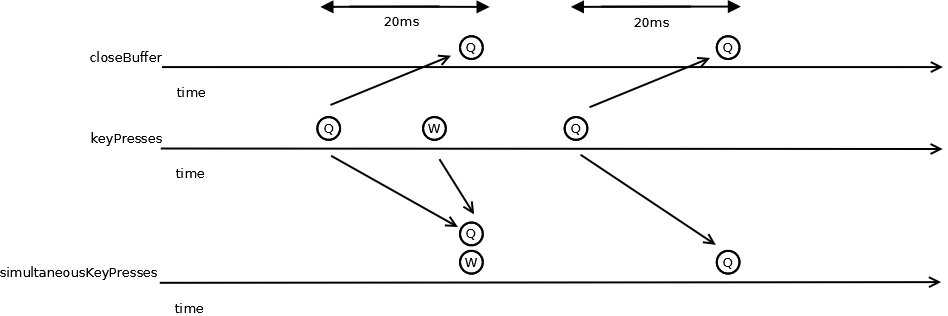 20ms 20ms
Q Q
closeBuffer
time
Q W Q
keyPresses
time
Q
W Q
simultaneousKeyPresses
time